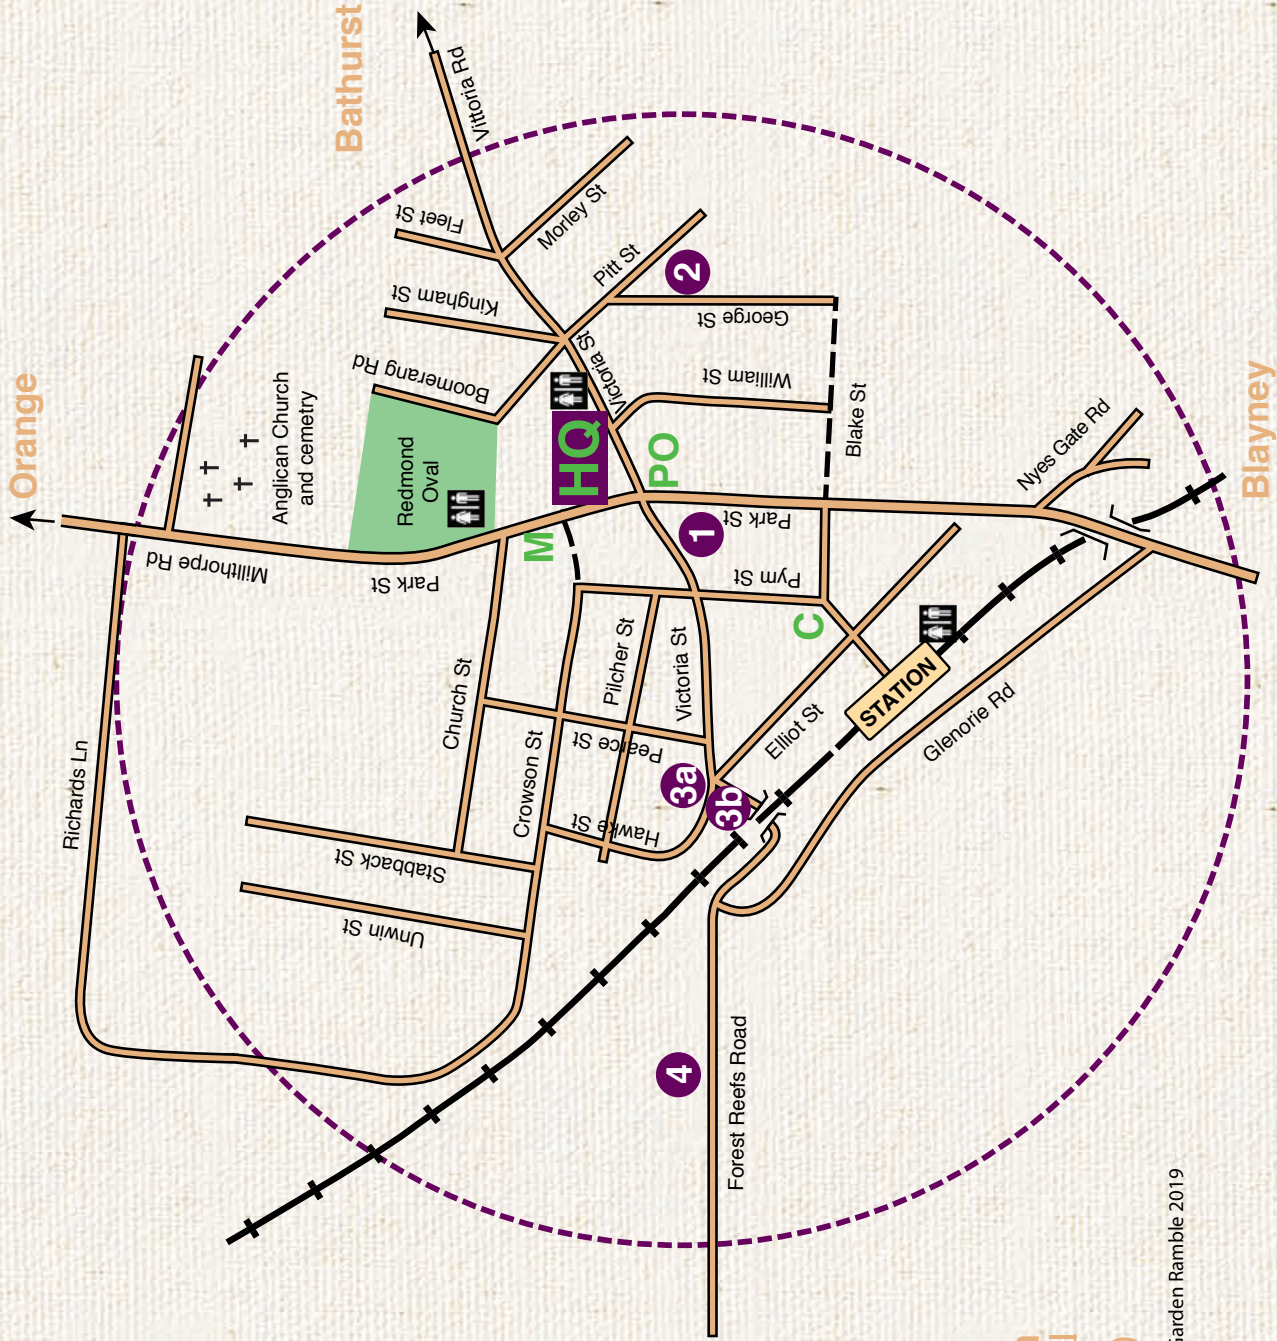 Orange
Bathurst
Vittoria Rd
Fleet St
Morley St
Kingham St
Pitt St
2
George St
Boomerang Rd
Victoria St
William St
Anglican Church
and cemetry
Redmond
Oval
HQ
PO
Blake St
Nyes Gate Rd
Blayney
Millthorpe Rd
Park St
M
1
Park St
Pym St
C
Church St
Pilcher St
Victoria St
STATION
Richards Ln
Crowson St
Pearce St
3a
3b
Elliot St
Glenorie Rd
Hawke St
Stabback St
Unwin St
4
Forest Reefs Road
Garden Ramble 2019